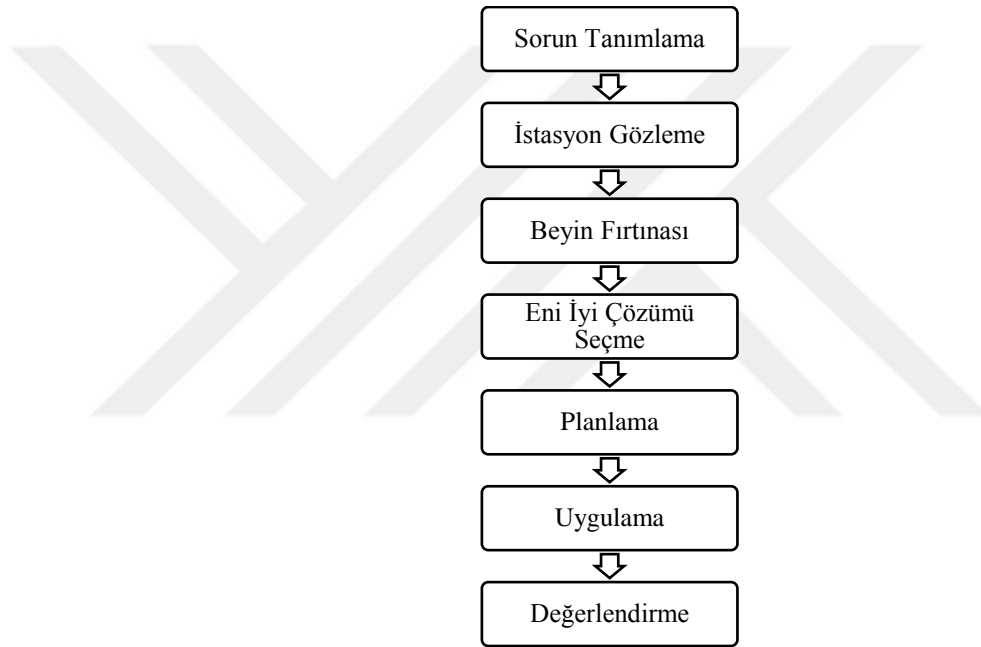 Sorun Tanımlama
İstasyon Gözleme
Beyin Fırtınası
Eni İyi Çözümü
Seçme
Planlama
Uygulama
Değerlendirme